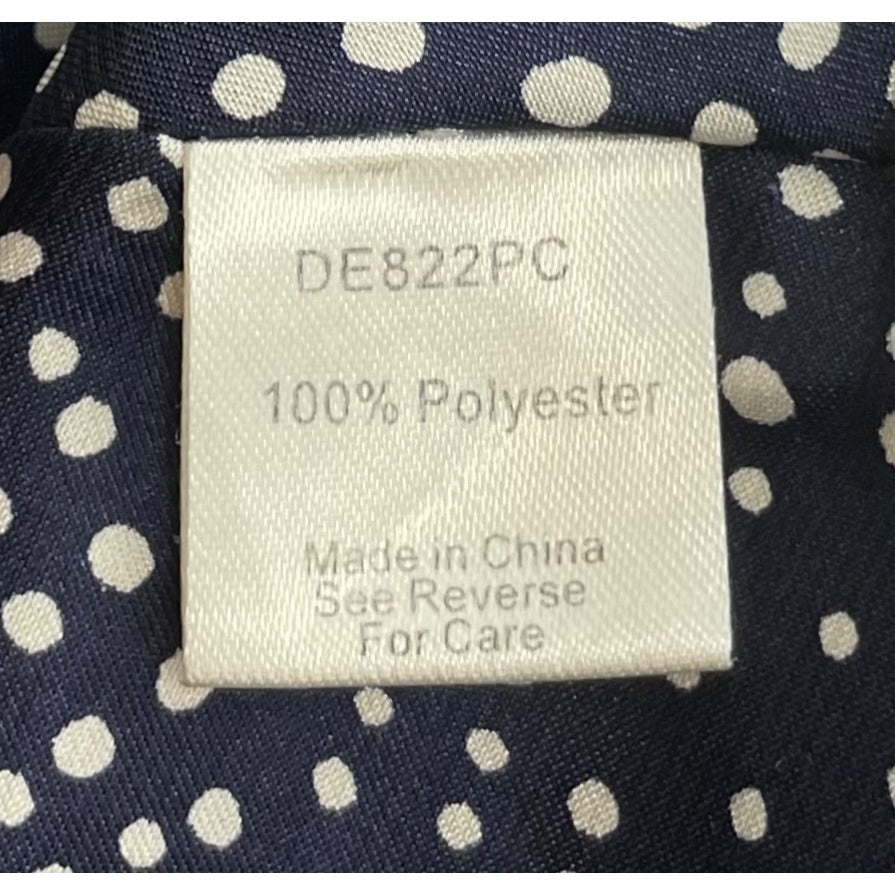 DE822PC
100% Polyester
Made in China
See Reverse
For Care